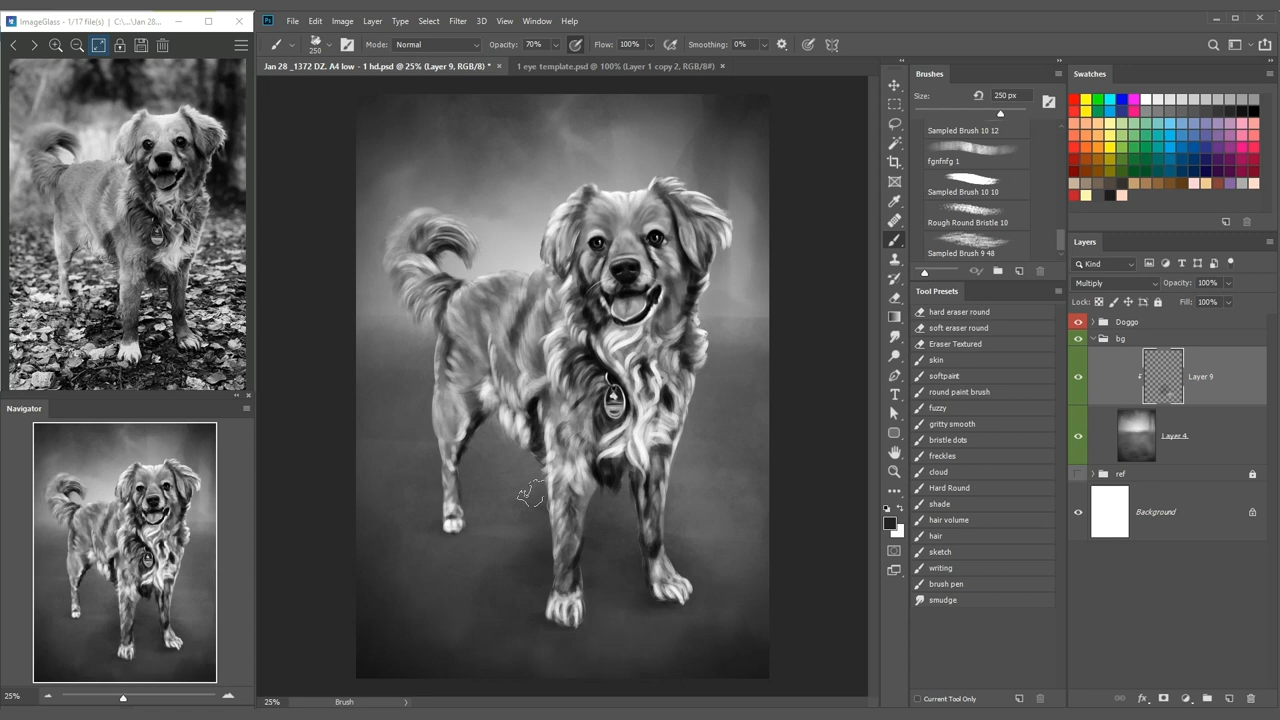 ImageGlass - 1/17 file(s) | C:\...\Jan 28...
Ps File Edit Image Layer Type Select Filter 3D View Window Help
250 Mode: Normal Opacity: 70% Flow: 100% Smoothing: 0%
Jan 28 _1372 DZ. A4 low - 1 hd.psd @ 25% (Layer 9, RGB/8) * × 1 eye template.psd @ 100% (Layer 1 copy 2, RGB/8#) ×
Brushes
Size: 250 px
Sampled Brush 10 12
fgnfnfg 1
Sampled Brush 10 10
Rough Round Bristle 10
Sampled Brush 9 48
Tool Presets
hard eraser round
soft eraser round
Eraser Textured
skin
softpaint
round paint brush
fuzzy
gritty smooth
bristle dots
freckles
cloud
Hard Round
shade
hair volume
hair
sketch
writing
brush pen
smudge
Current Tool Only
Swatches
Layers
Kind
Multiply Opacity: 100%
Lock: Fill: 100%
Doggo
bg
Layer 9
Layer 4
ref
Background
Navigator
25%
25% Brush